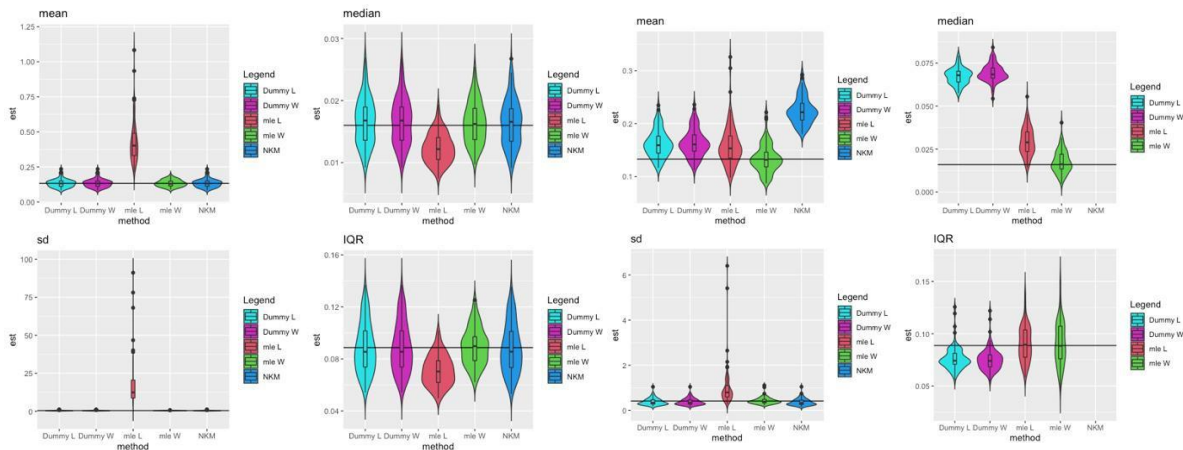 mean
1.25
1.00
0.75
0.50
0.25
0.00
est
Dummy L Dummy W mle L mle W NKM
method
Legend
Dummy L
Dummy W
mle L
mle W
NKM
median
0.03
0.02
0.01
est
Dummy L Dummy W mle L mle W NKM
method
Legend
Dummy L
Dummy W
mle L
mle W
NKM
mean
0.3
0.2
0.1
est
Dummy L Dummy W mle L mle W NKM
method
Legend
Dummy L
Dummy W
mle L
mle W
NKM
median
0.075
0.050
0.025
0.000
est
Dummy L Dummy W mle L mle W NKM
method
Legend
Dummy L
Dummy W
mle L
mle W
sd
100
75
50
25
0
est
Dummy L Dummy W mle L mle W NKM
method
Legend
Dummy L
Dummy W
mle L
mle W
NKM
IQR
0.16
0.12
0.08
0.04
est
Dummy L Dummy W mle L mle W NKM
method
Legend
Dummy L
Dummy W
mle L
mle W
NKM
sd
6
4
2
0
est
Dummy L Dummy W mle L mle W NKM
method
Legend
Dummy L
Dummy W
mle L
mle W
NKM
IQR
0.15
0.10
0.05
est
Dummy L Dummy W mle L mle W NKM
method
Legend
Dummy L
Dummy W
mle L
mle W